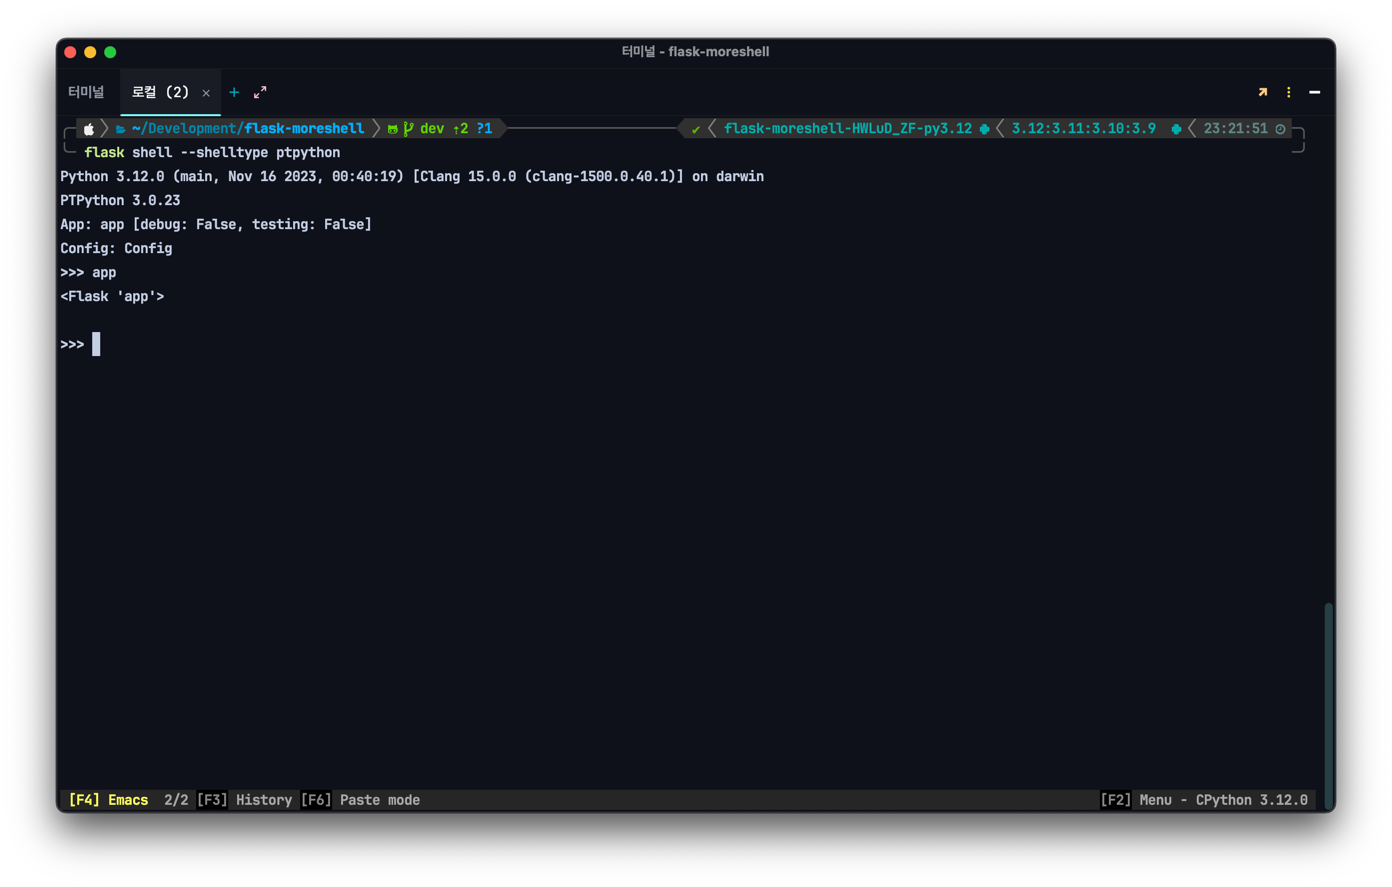 터미널 - flask-moreshell
터미널 로컬 (2) × +
~/Development/flask-moreshell dev ⇡2 ?1 ✔ flask-moreshell-HWLuD_ZF-py3.12 3.12:3.11:3.10:3.9 23:21:51
flask shell --shelltype ptpython
Python 3.12.0 (main, Nov 16 2023, 00:40:19) [Clang 15.0.0 (clang-1500.0.40.1)] on darwin
PTPython 3.0.23
App: app [debug: False, testing: False]
Config: Config
>>> app
<Flask 'app'>
>>>
[F4] Emacs 2/2 [F3] History [F6] Paste mode [F2] Menu - CPython 3.12.0